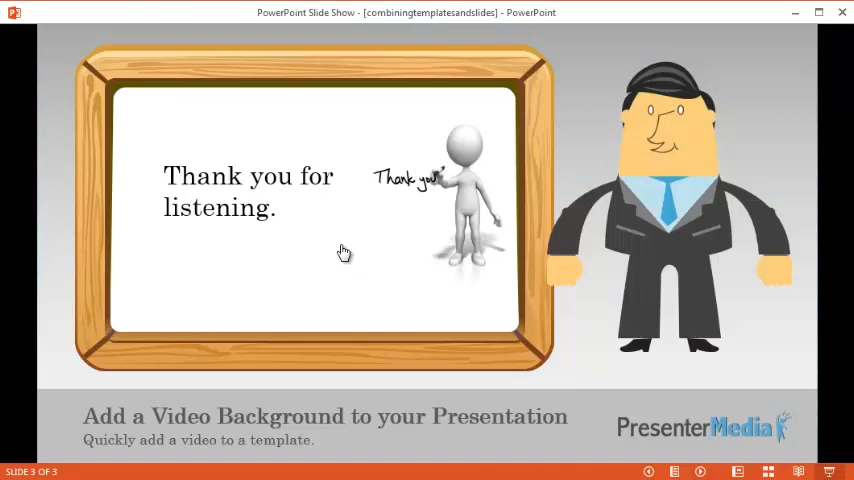 PowerPoint Slide Show - [combiningtemplatesandslides] - PowerPoint
Thank you for
listening.
Thank you
Add a Video Background to your Presentation
Quickly add a video to a template.
PresenterMedia
SLIDE 3 OF 3